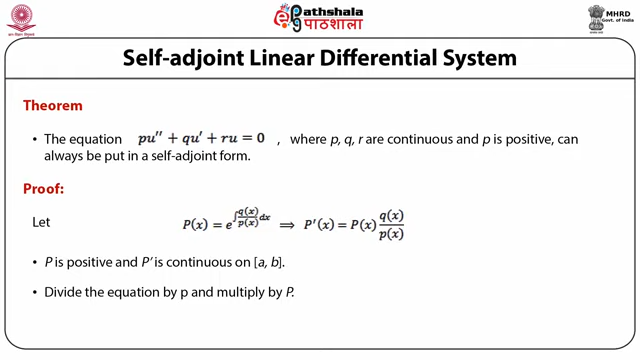 ePathshala
पाठशाला
MHRD
Govt. of India
Self-adjoint Linear Differential System
Theorem
• The equation pu'' + qu' + ru = 0 , where p, q, r are continuous and p is positive, can
always be put in a self-adjoint form.
Proof:
Let P(x) = e^{∫ q(x)/p(x) dx} ⟹ P'(x) = P(x) q(x)/p(x)
• P is positive and P' is continuous on [a, b].
• Divide the equation by p and multiply by P.